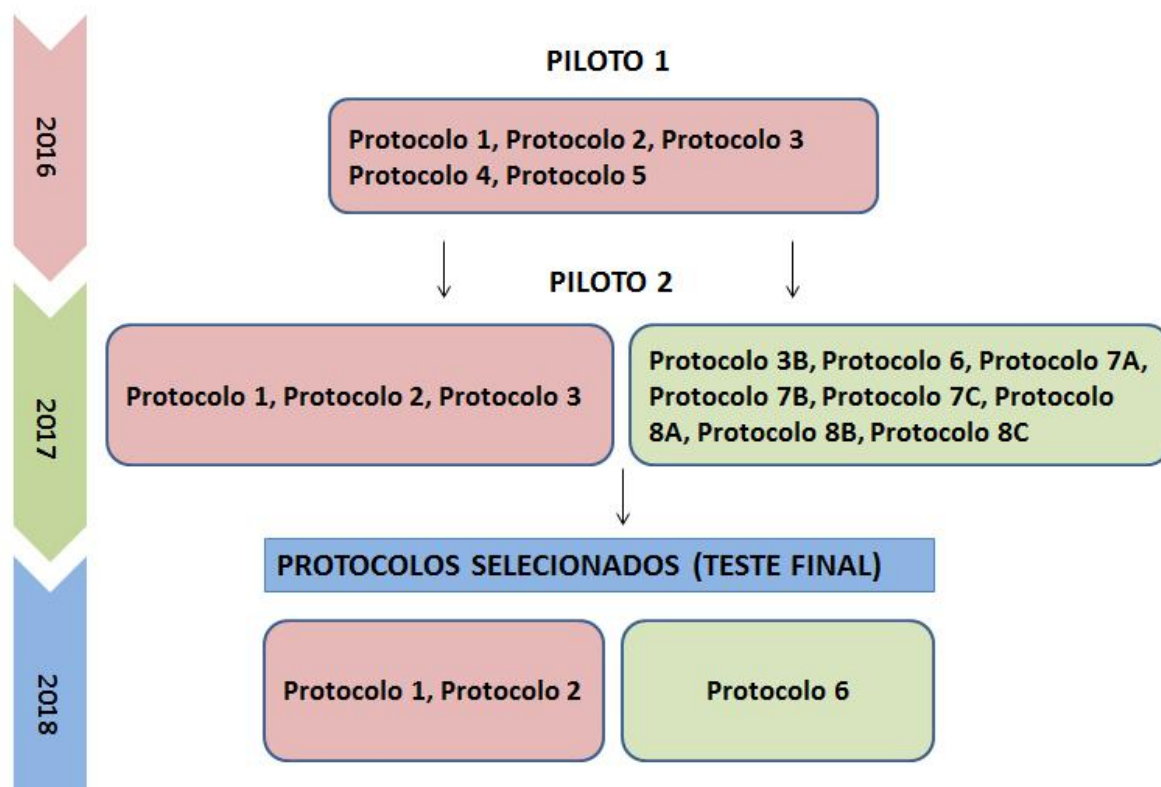 2016
PILOTO 1
Protocolo 1, Protocolo 2, Protocolo 3
Protocolo 4, Protocolo 5
2017
PILOTO 2
Protocolo 1, Protocolo 2, Protocolo 3
Protocolo 3B, Protocolo 6, Protocolo 7A,
Protocolo 7B, Protocolo 7C, Protocolo
8A, Protocolo 8B, Protocolo 8C
2018
PROTOCOLOS SELECIONADOS (TESTE FINAL)
Protocolo 1, Protocolo 2
Protocolo 6